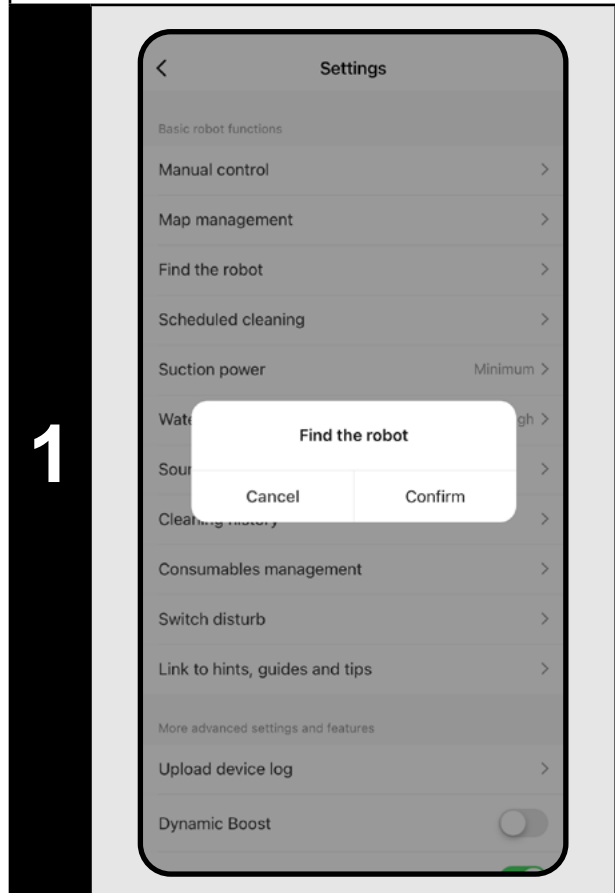 1
Settings
Basic robot functions
Manual control
Map management
Find the robot
Scheduled cleaning
Suction power Minimum
Find the robot
Cancel Confirm
Consumables management
Switch disturb
Link to hints, guides and tips
More advanced settings and features
Upload device log
Dynamic Boost